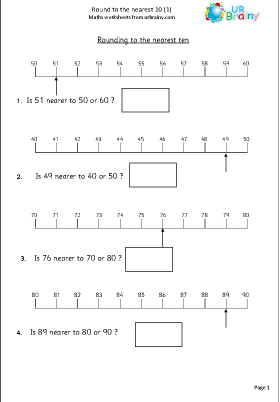 Round to the nearest 10 (1)
Maths worksheets from urbrainy.com
UR
Brainy
Rounding to the nearest ten
50 51 52 53 54 55 56 57 58 59 60
1. Is 51 nearer to 50 or 60 ?
40 41 42 43 44 45 46 47 48 49 50
2. Is 49 nearer to 40 or 50 ?
70 71 72 73 74 75 76 77 78 79 80
3. Is 76 nearer to 70 or 80 ?
80 81 82 83 84 85 86 87 88 89 90
4. Is 89 nearer to 80 or 90 ?
Page 1